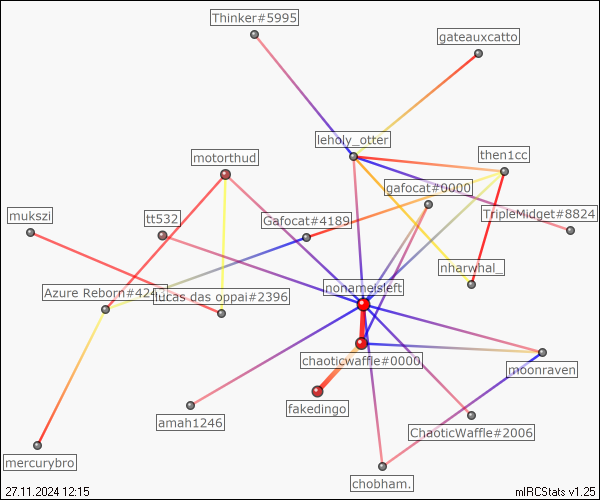 Thinker#5995
gateauxcatto
leholy_otter
then1cc
motorthud
gafocat#0000
mukszi
tt532
Gafocat#4189
TripleMidget#8824
nharwhal_
nonameisleft
Azure Reborn#424
lucas das oppai#2396
chaoticwaffle#0000
moonraven
fakedingo
amah1246
ChaoticWaffle#2006
mercurybro
chobham.
27.11.2024 12:15
mIRCStats v1.25